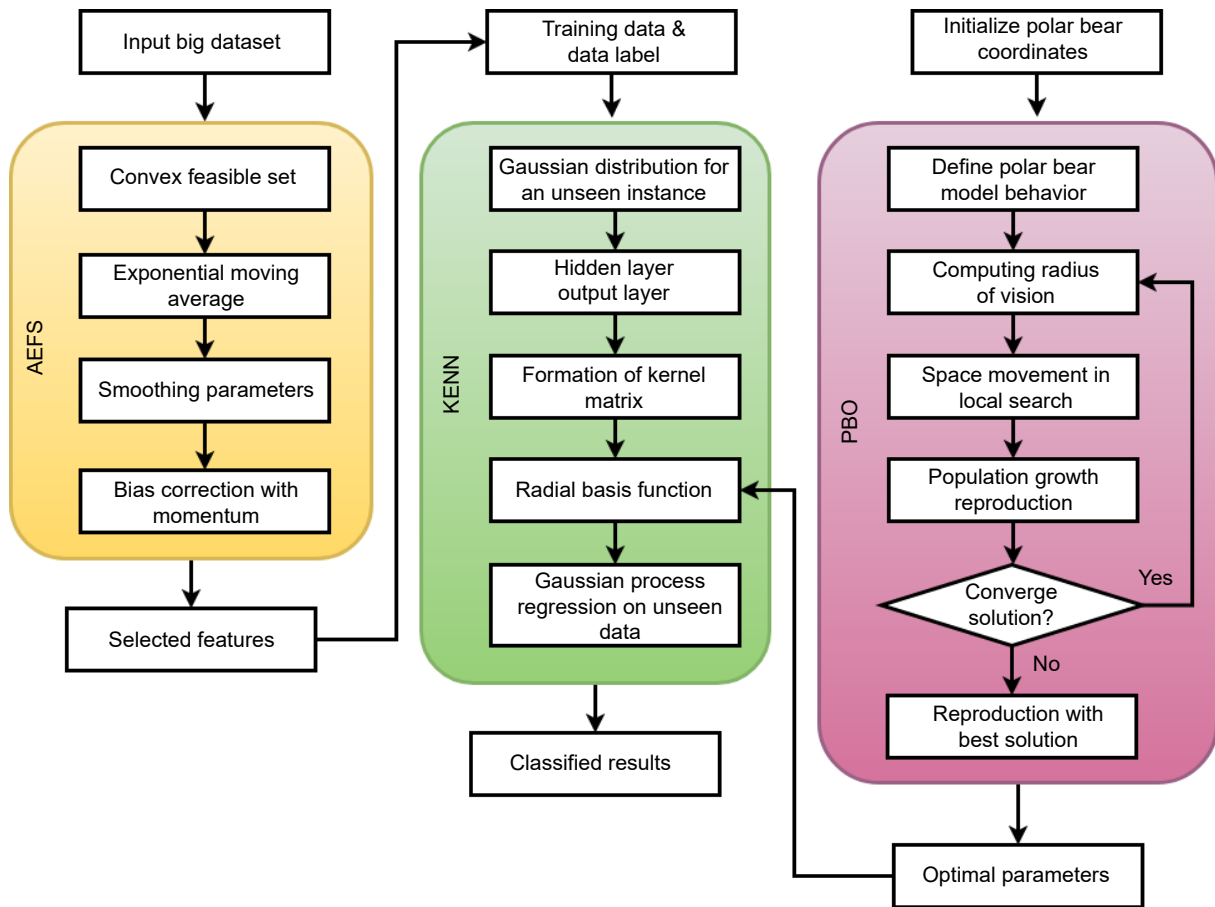 Input big dataset
AEFS
Convex feasible set
Exponential moving
average
Smoothing parameters
Bias correction with
momentum
Selected features
Training data &
data label
KENN
Gaussian distribution for
an unseen instance
Hidden layer
output layer
Formation of kernel
matrix
Radial basis function
Gaussian process
regression on unseen
data
Classified results
Initialize polar bear
coordinates
PBO
Define polar bear
model behavior
Computing radius
of vision
Space movement in
local search
Population growth
reproduction
Converge
solution?
Yes
No
Reproduction with
best solution
Optimal parameters